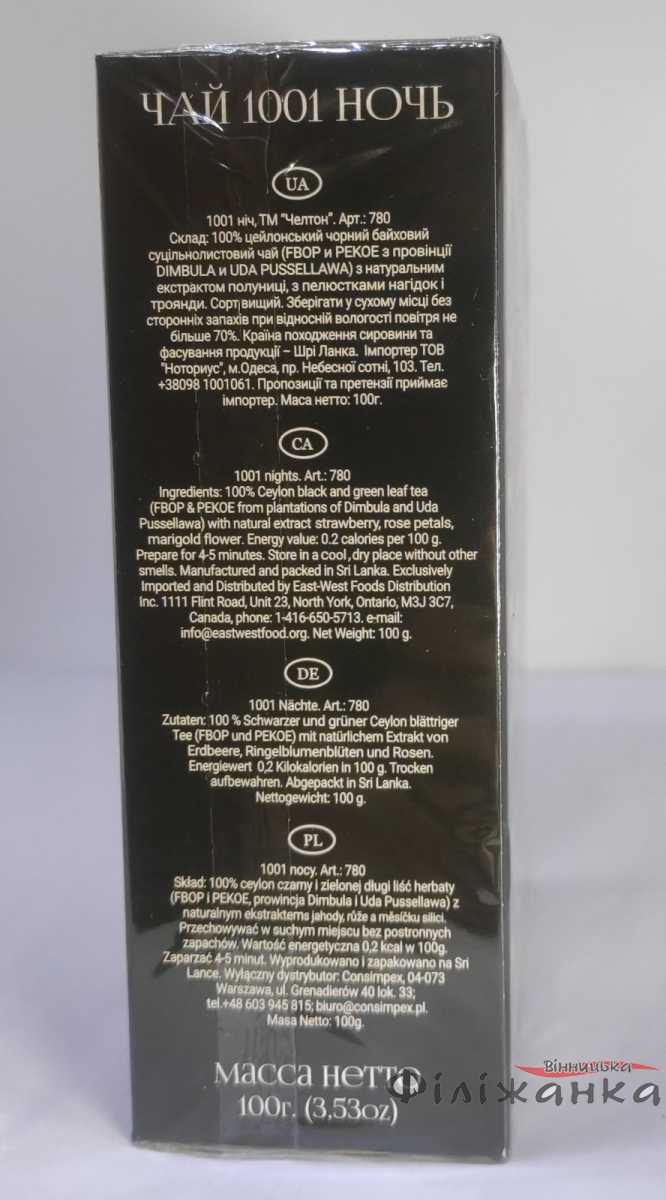 ЧАЙ 1001 НОЧЬ
UA
1001 ніч, ТМ "Челтон". Арт.: 780
Склад: 100% цейлонський чорний байховий
суцільнолистовий чай (FBOP и PEKOE з провінції
DIMBULA и UDA PUSSELLAWA) з натуральним
екстрактом полуниці, з пелюстками нагідок і
троянди. Сорт вищий. Зберігати у сухому місці без
сторонніх запахів при відносній вологості повітря не
більше 70%. Країна походження сировини та
фасування продукції – Шрі Ланка. Імпортер ТОВ
"Ноториус", м.Одеса, пр. Небесної сотні, 103. Тел.
+38098 1001061. Пропозиції та претензії приймає
імпортер. Маса нетто: 100г.
CA
1001 nights. Art.: 780
Ingredients: 100% Ceylon black and green leaf tea
(FBOP & PEKOE from plantations of Dimbula and Uda
Pussellawa) with natural extract strawberry, rose petals,
marigold flower. Energy value: 0.2 calories per 100 g.
Prepare for 4-5 minutes. Store in a cool, dry place without other
smells. Manufactured and packed in Sri Lanka. Exclusively
Imported and Distributed by East-West Foods Distribution
Inc. 1111 Flint Road, Unit 23, North York, Ontario, M3J 3C7,
Canada, phone: 1-416-650-5713. e-mail:
info@eastwestfood.org. Net Weight: 100 g.
DE
1001 Nächte. Art.: 780
Zutaten: 100 % Schwarzer und grüner Ceylon blättriger
Tee (FBOP und PEKOE) mit natürlichem Extrakt von
Erdbeere, Ringelblumenblüten und Rosen.
Energiewert 0,2 Kilokalorien in 100 g. Trocken
aufbewahren. Abgepackt in Sri Lanka.
Nettogewicht: 100 g.
PL
1001 nocy. Art.: 780
Skład: 100% ceylon czarny i zielonej długi liść herbaty
(FBOP i PEKOE, prowincja Dimbula i Uda Pussellawa) z
naturalnym ekstraktems jahody, růže a měsíčku silici.
Przechowywać w suchym miejscu bez postronnych
zapachów. Wartość energetyczna 0,2 kcal w 100g.
Zaparzać 4-5 minut. Wyprodukowano i zapakowano na Sri
Lance. Wyłączny dystrybutor: Consimpex, 04-073
Warszawa, ul. Grenadierów 40 lok. 33;
tel.+48 603 945 815; biuro@consimpex.pl.
Masa Netto: 100g.
Масса нетто
100г. (3,53oz)
Вінницька
Філіжанка